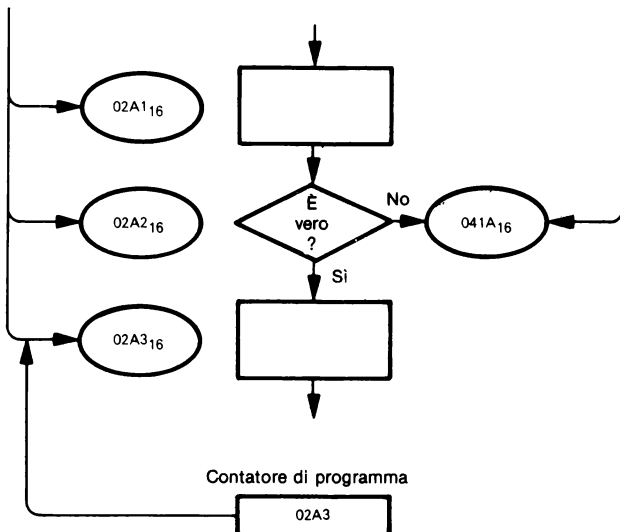 02A1₁₆
02A2₁₆
È
vero
?
No
041A₁₆
Sì
02A3₁₆
Contatore di programma
02A3